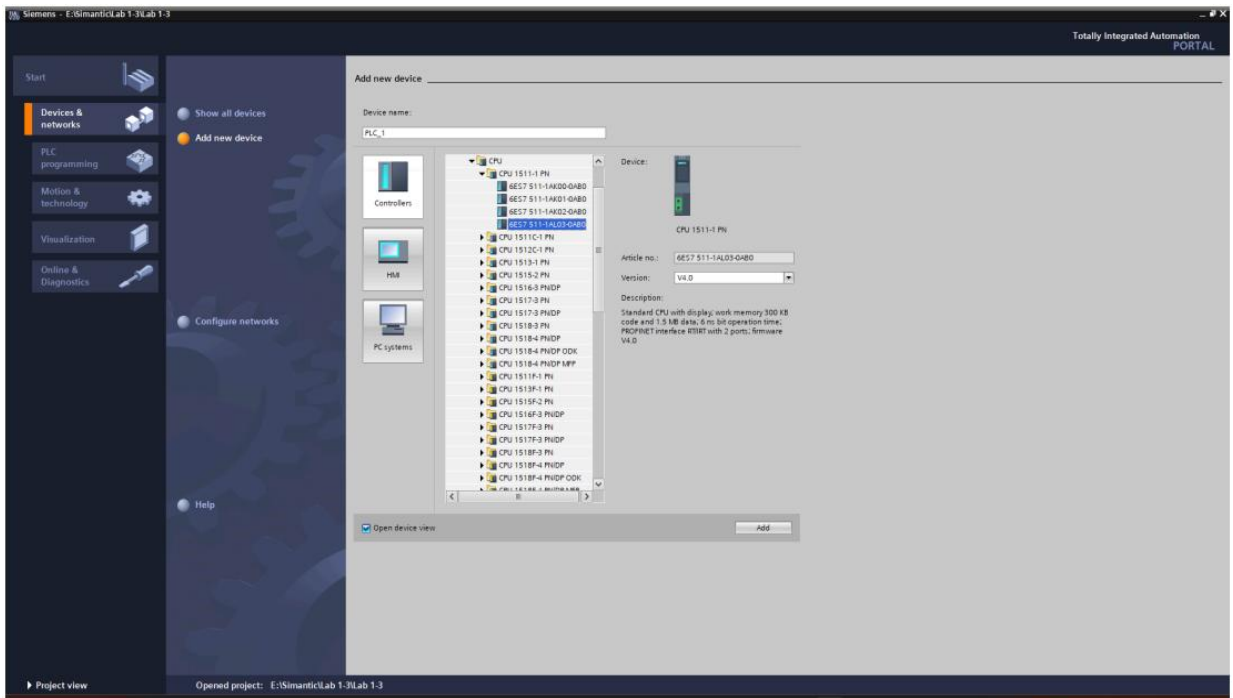 Siemens - E:\Simantic\Lab 1-3\Lab 1-3
Totally Integrated Automation
PORTAL
Start
Devices &
networks
PLC
programming
Motion &
technology
Visualization
Online &
Diagnostics
Show all devices
Add new device
Configure networks
Help
Add new device
Device name:
PLC_1
Controllers
HMI
PC systems
CPU
CPU 1511-1 PN
6ES7 511-1AK00-0AB0
6ES7 511-1AK01-0AB0
6ES7 511-1AK02-0AB0
6ES7 511-1AL03-0AB0
CPU 1511C-1 PN
CPU 1512C-1 PN
CPU 1513-1 PN
CPU 1515-2 PN
CPU 1516-3 PN/DP
CPU 1517-3 PN
CPU 1517-3 PN/DP
CPU 1518-3 PN
CPU 1518-4 PN/DP
CPU 1518-4 PN/DP ODK
CPU 1518-4 PN/DP MFP
CPU 1511F-1 PN
CPU 1513F-1 PN
CPU 1515F-2 PN
CPU 1516F-3 PN/DP
CPU 1517F-3 PN
CPU 1517F-3 PN/DP
CPU 1518F-3 PN
CPU 1518F-4 PN/DP
CPU 1518F-4 PN/DP ODK
Device:
CPU 1511-1 PN
Article no.: 6ES7 511-1AL03-0AB0
Version: V4.0
Description:
Standard CPU with display; work memory 300 KB
code and 1.5 MB data; 6 ns bit operation time;
PROFINET interface RT/IRT with 2 ports; firmware
V4.0
Open device view
Add
Project view
Opened project: E:\Simantic\Lab 1-3\Lab 1-3